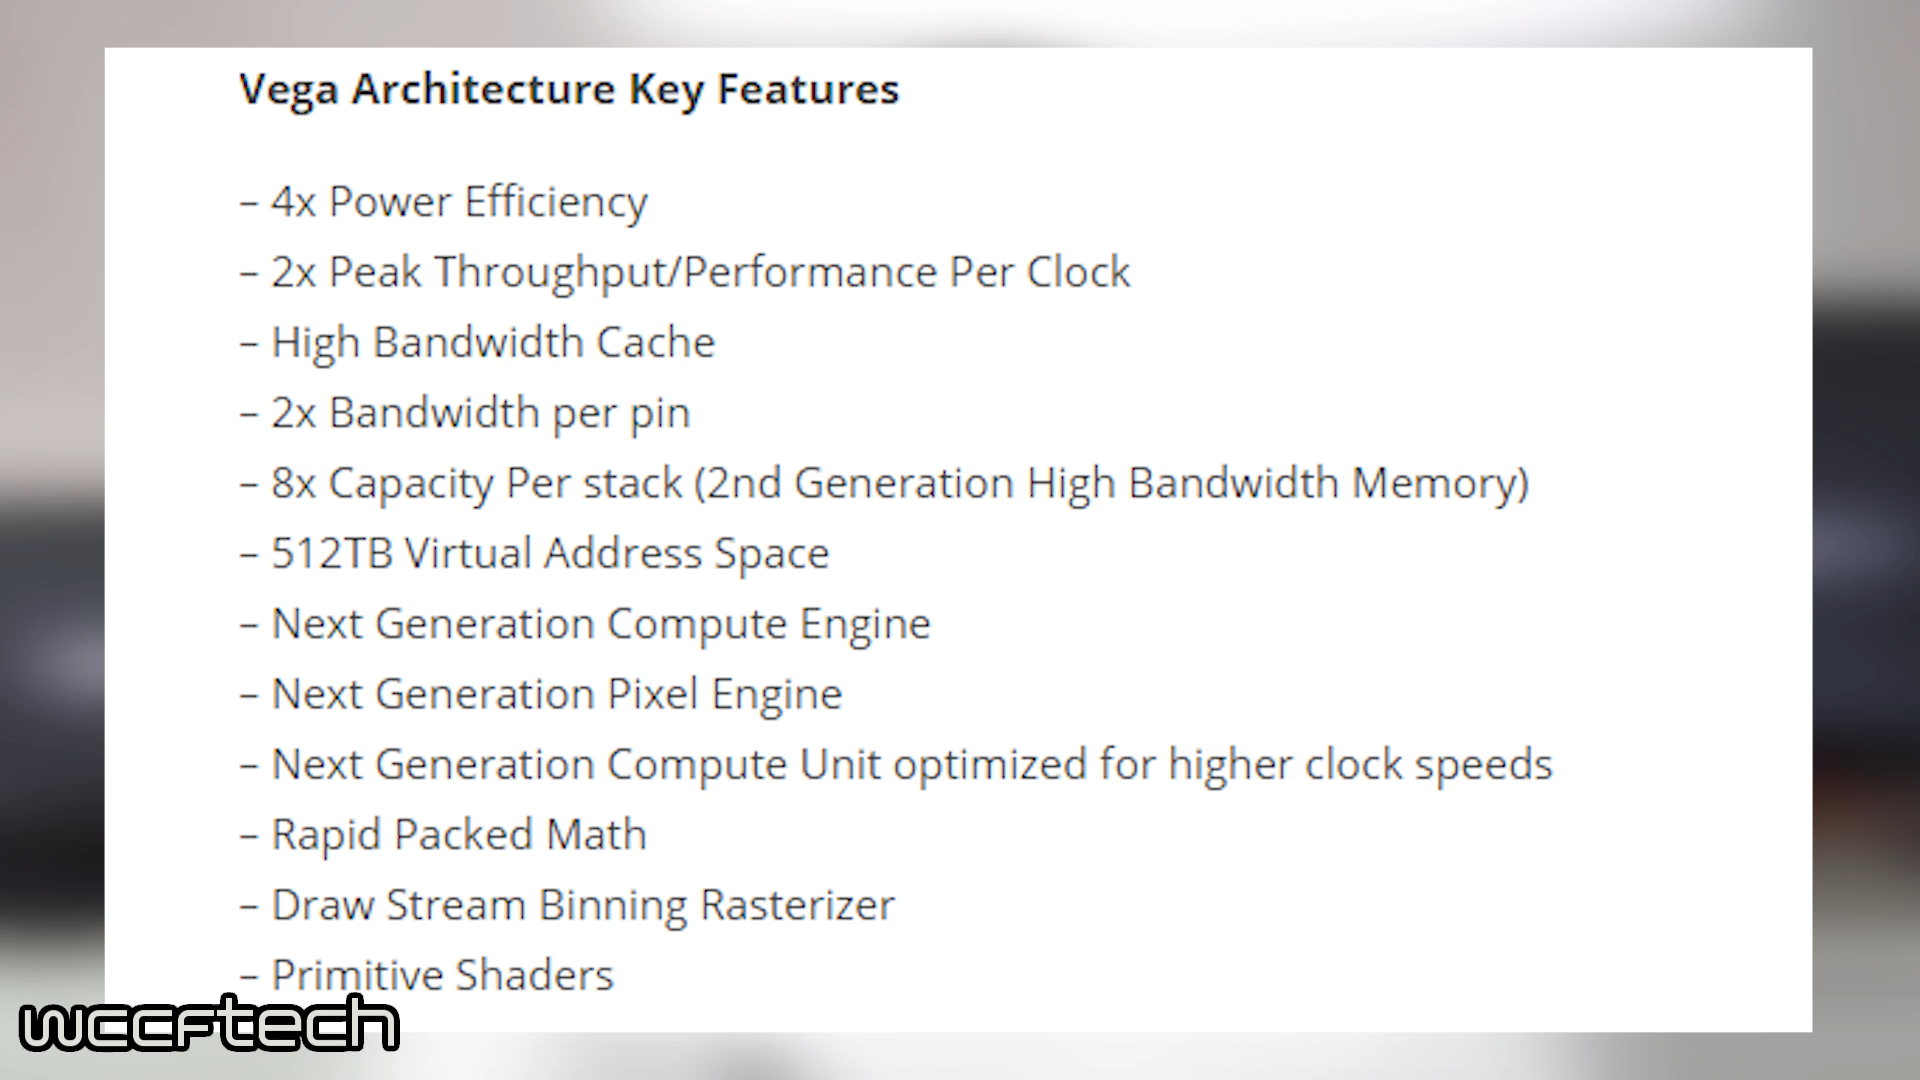 Vega Architecture Key Features
– 4x Power Efficiency
– 2x Peak Throughput/Performance Per Clock
– High Bandwidth Cache
– 2x Bandwidth per pin
– 8x Capacity Per stack (2nd Generation High Bandwidth Memory)
– 512TB Virtual Address Space
– Next Generation Compute Engine
– Next Generation Pixel Engine
– Next Generation Compute Unit optimized for higher clock speeds
– Rapid Packed Math
– Draw Stream Binning Rasterizer
– Primitive Shaders
wccftech